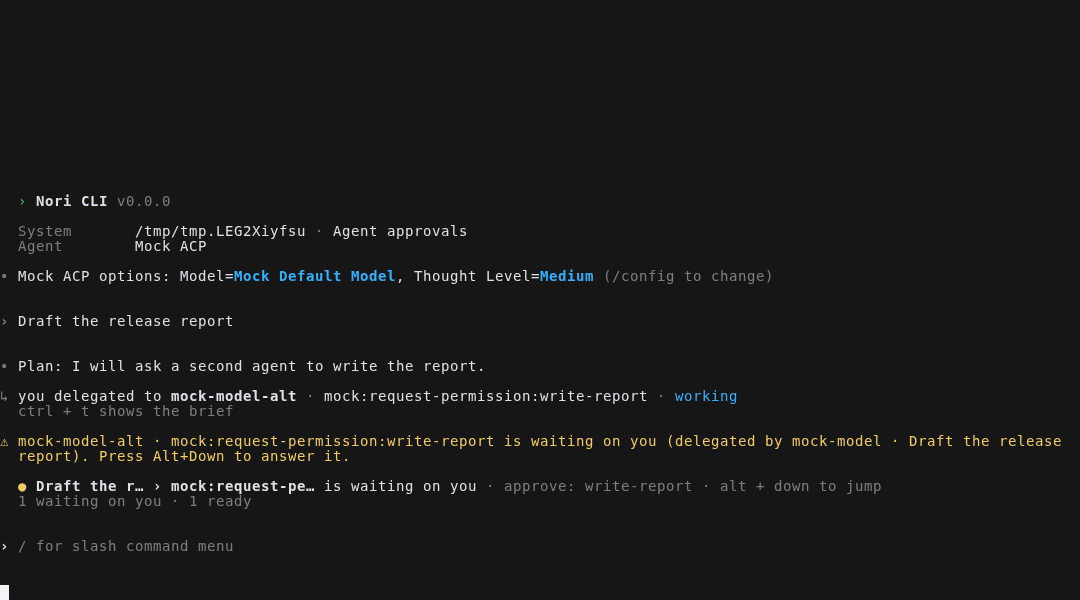 › Nori CLI v0.0.0
System /tmp/tmp.LEG2Xiyfsu · Agent approvals
Agent Mock ACP
• Mock ACP options: Model=Mock Default Model, Thought Level=Medium (/config to change)
› Draft the release report
• Plan: I will ask a second agent to write the report.
↳ you delegated to mock-model-alt · mock:request-permission:write-report · working
ctrl + t shows the brief
⚠ mock-model-alt · mock:request-permission:write-report is waiting on you (delegated by mock-model · Draft the release
report). Press Alt+Down to answer it.
● Draft the r… › mock:request-pe… is waiting on you · approve: write-report · alt + down to jump
1 waiting on you · 1 ready
› / for slash command menu